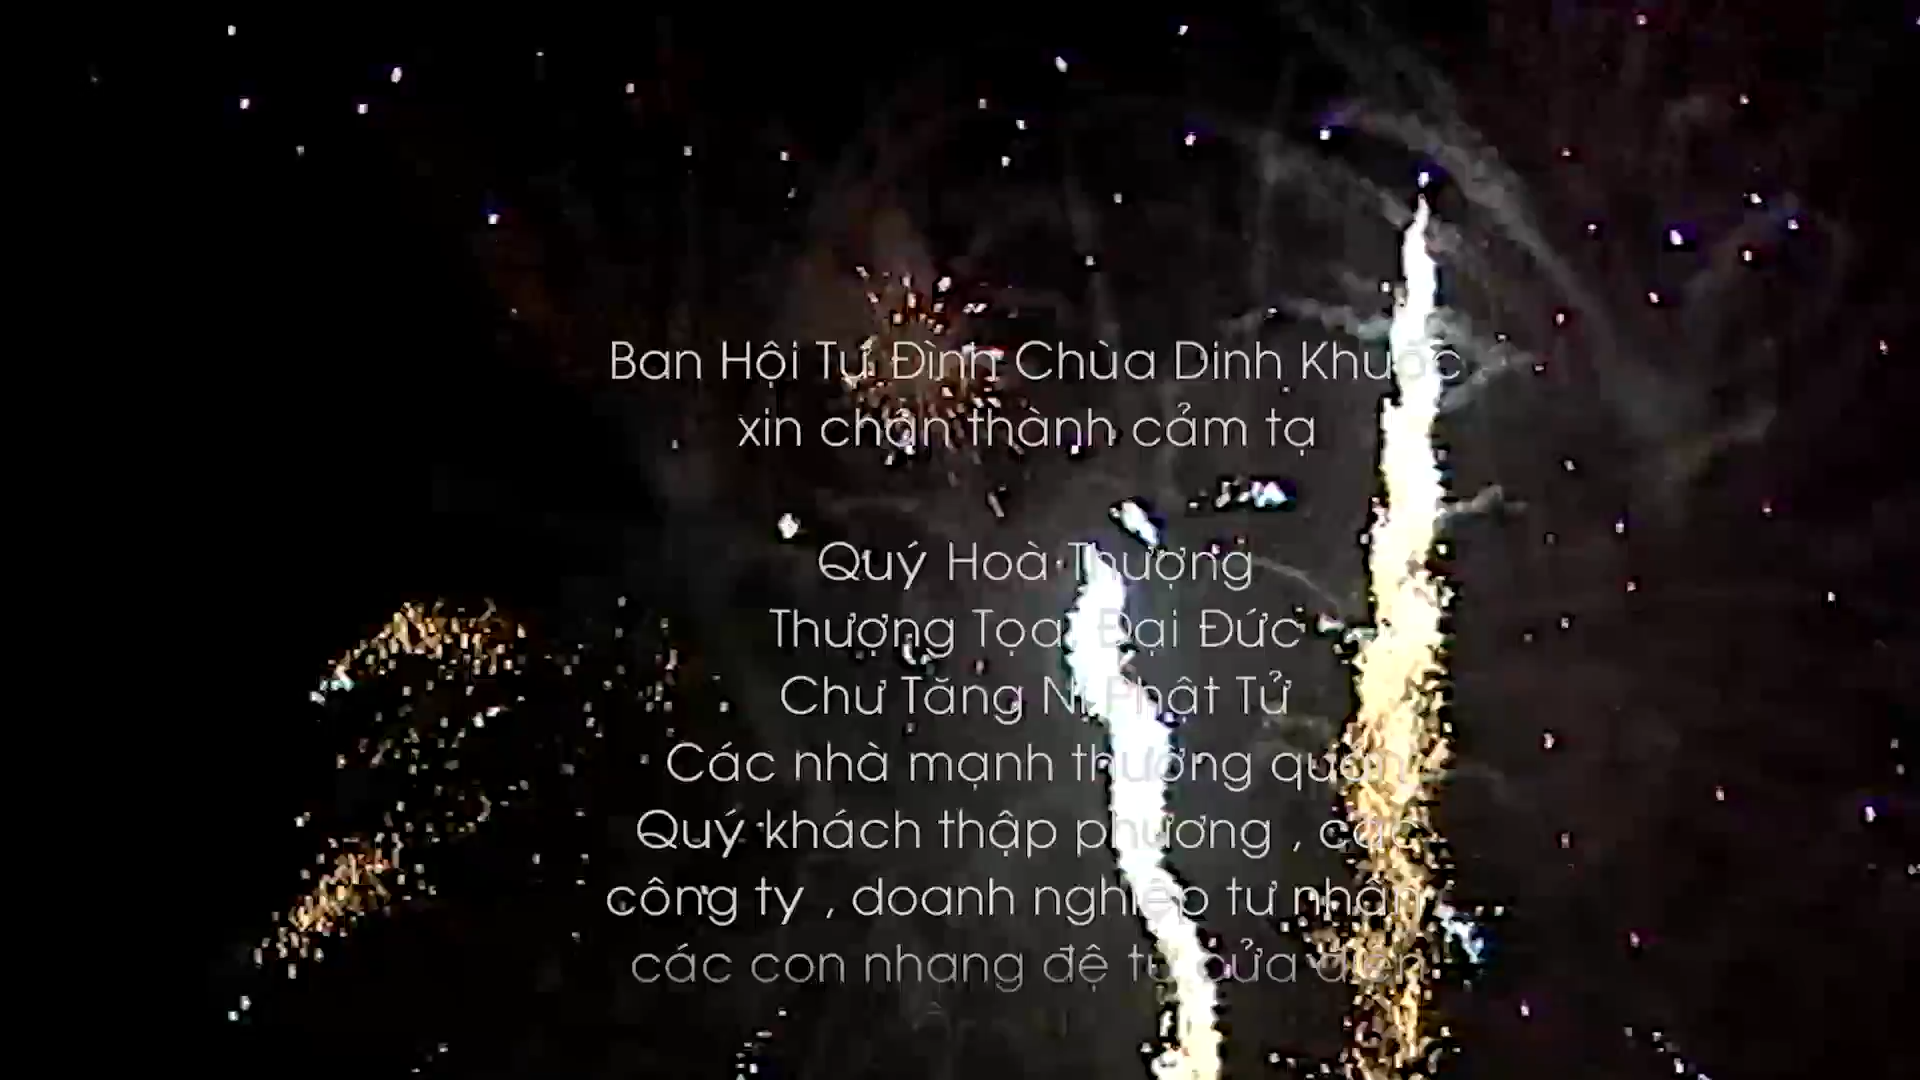 Ban Hội Tự Đình Chùa Dinh Khuốc
xin chân thành cảm tạ
Quý Hoà Thượng
Thượng Tọa, Đại Đức
Chư Tăng Ni Phật Tử
Các nhà mạnh thường quân
Quý khách thập phương , các
công ty , doanh nghiệp tư nhân
các con nhang đệ tử cửa điện